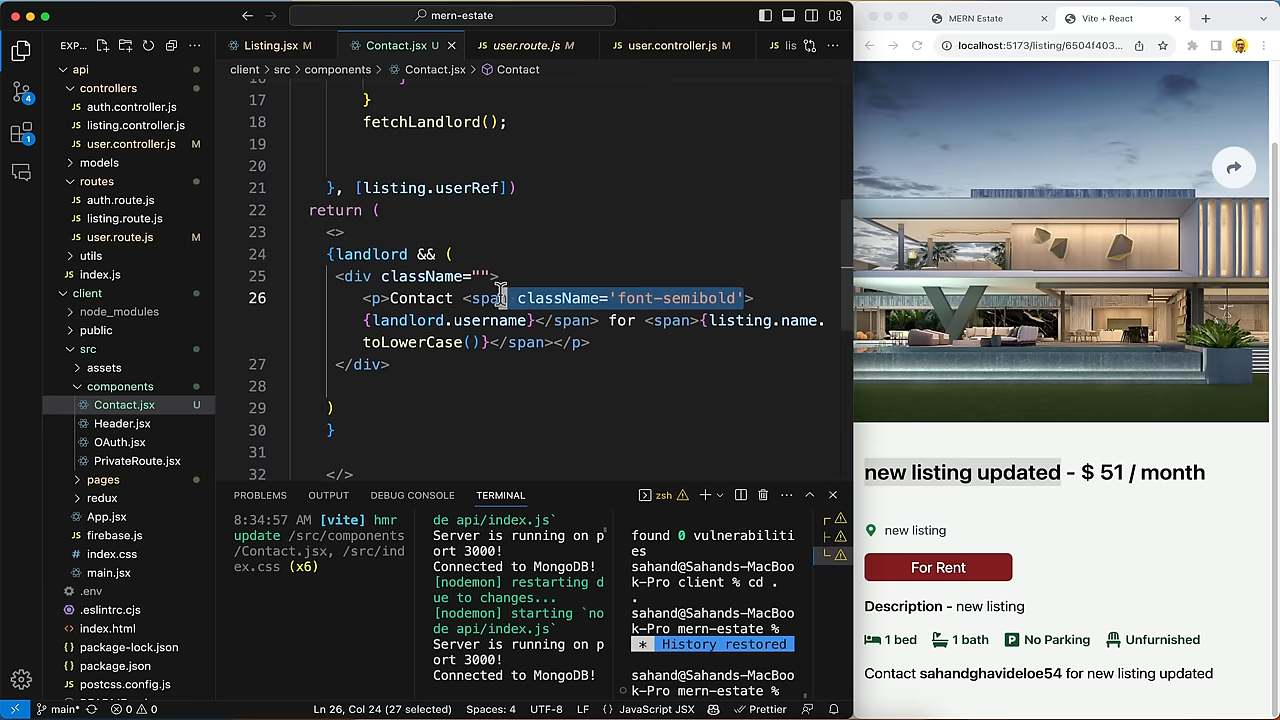 mern-estate
MERN Estate
Vite + React
EXP...
Listing.jsx M
Contact.jsx U
user.route.js M
user.controller.js M
lis
localhost:5173/listing/6504f403...
client > src > components > Contact.jsx > Contact
api
controllers
auth.controller.js
listing.controller.js
user.controller.js M
models
routes
auth.route.js
listing.route.js
user.route.js M
utils
index.js
client
node_modules
public
src
assets
components
Contact.jsx U
Header.jsx
OAuth.jsx
PrivateRoute.jsx
pages
redux
App.jsx
firebase.js
index.css
main.jsx
.env
.eslintrc.cjs
index.html
package-lock.json
package.json
postcss.config.js
4
1
17 }
18 fetchLandlord();
19
20
21 }, [listing.userRef])
22 return (
23 <>
24 {landlord && (
25 <div className="">
26 <p>Contact <span className='font-semibold'>
{landlord.username}</span> for <span>{listing.name.
toLowerCase()}</span></p>
27 </div>
28
29 )
30 }
31
32 </>
PROBLEMS
OUTPUT
DEBUG CONSOLE
TERMINAL
zsh
8:34:57 AM [vite] hmr
update /src/components
/Contact.jsx, /src/ind
ex.css (x6)
de api/index.js`
Server is running on p
ort 3000!
Connected to MongoDB!
[nodemon] restarting d
ue to changes...
[nodemon] starting `no
de api/index.js`
Server is running on p
ort 3000!
Connected to MongoDB!
found 0 vulnerabiliti
es
sahand@Sahands-MacBoo
k-Pro client % cd .
.
sahand@Sahands-MacBoo
k-Pro mern-estate %
* History restored
sahand@Sahands-MacBoo
k-Pro mern-estate %
main*
0 0
Ln 26, Col 24 (27 selected)
Spaces: 4
UTF-8
LF
JavaScript JSX
Prettier
new listing updated - $ 51 / month
new listing
For Rent
Description - new listing
1 bed
1 bath
No Parking
Unfurnished
Contact sahandghavideloe54 for new listing updated